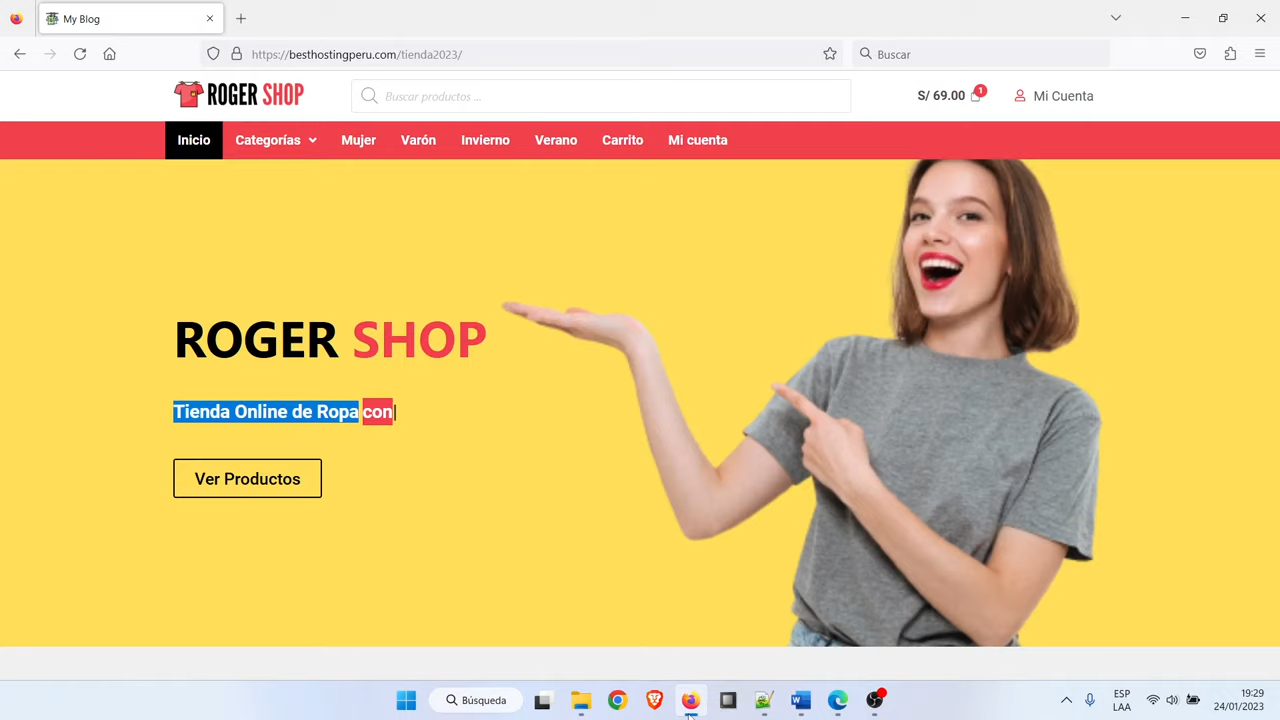 My Blog
https://besthostingperu.com/tienda2023/
Buscar
ROGER SHOP
Buscar productos ...
S/ 69.00
1
Mi Cuenta
Inicio
Categorías
Mujer
Varón
Invierno
Verano
Carrito
Mi cuenta
ROGER SHOP
Tienda Online de Ropa con
Ver Productos
Búsqueda
ESP
LAA
19:29
24/01/2023